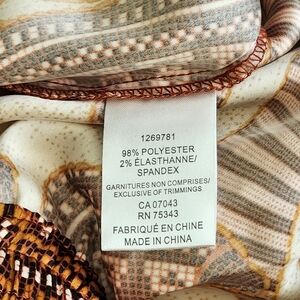 1269781
98% POLYESTER
2% ÉLASTHANNE/
SPANDEX
GARNITURES NON COMPRISES/
EXCLUSIVE OF TRIMMINGS
CA 07043
RN 75343
FABRIQUÉ EN CHINE
MADE IN CHINA